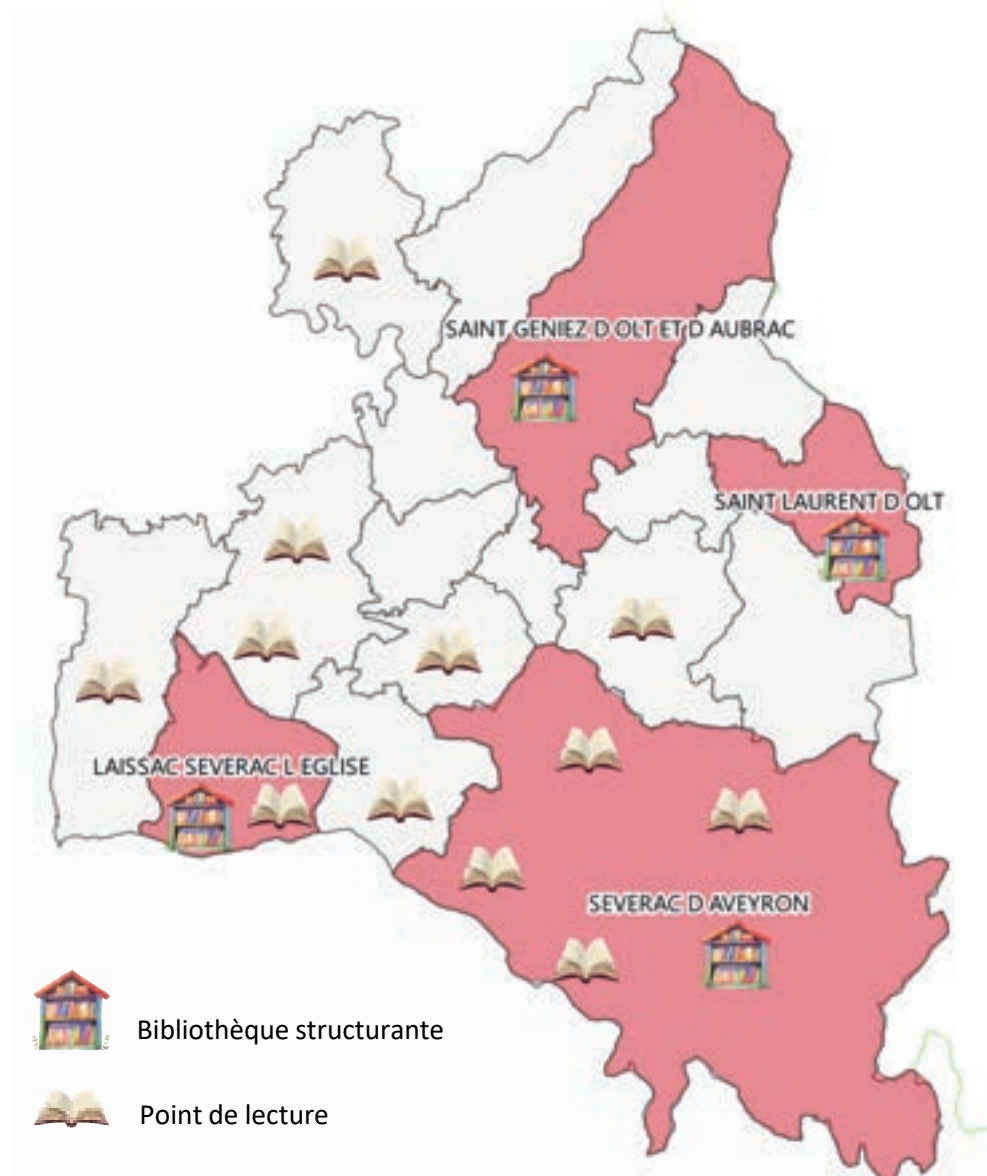 SAINT GENIEZ D OLT ET D AUBRAC
SAINT LAURENT D OLT
LAISSAC SEVERAC L EGLISE
SEVERAC D AVEYRON
Bibliothèque structurante
Point de lecture